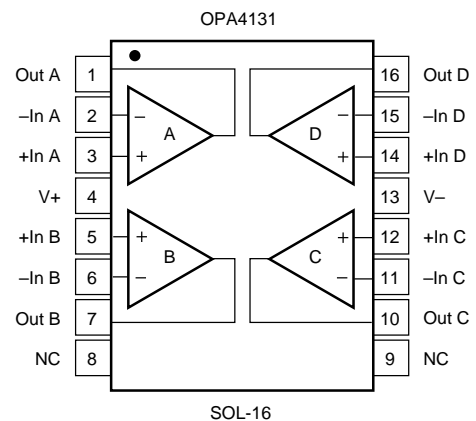 OPA4131
Out A 1 16 Out D
–In A 2 – – 15 –In D
A D
+In A 3 + + 14 +In D
V+ 4 13 V–
+In B 5 + + 12 +In C
B C
–In B 6 – – 11 –In C
Out B 7 10 Out C
NC 8 9 NC
SOL-16